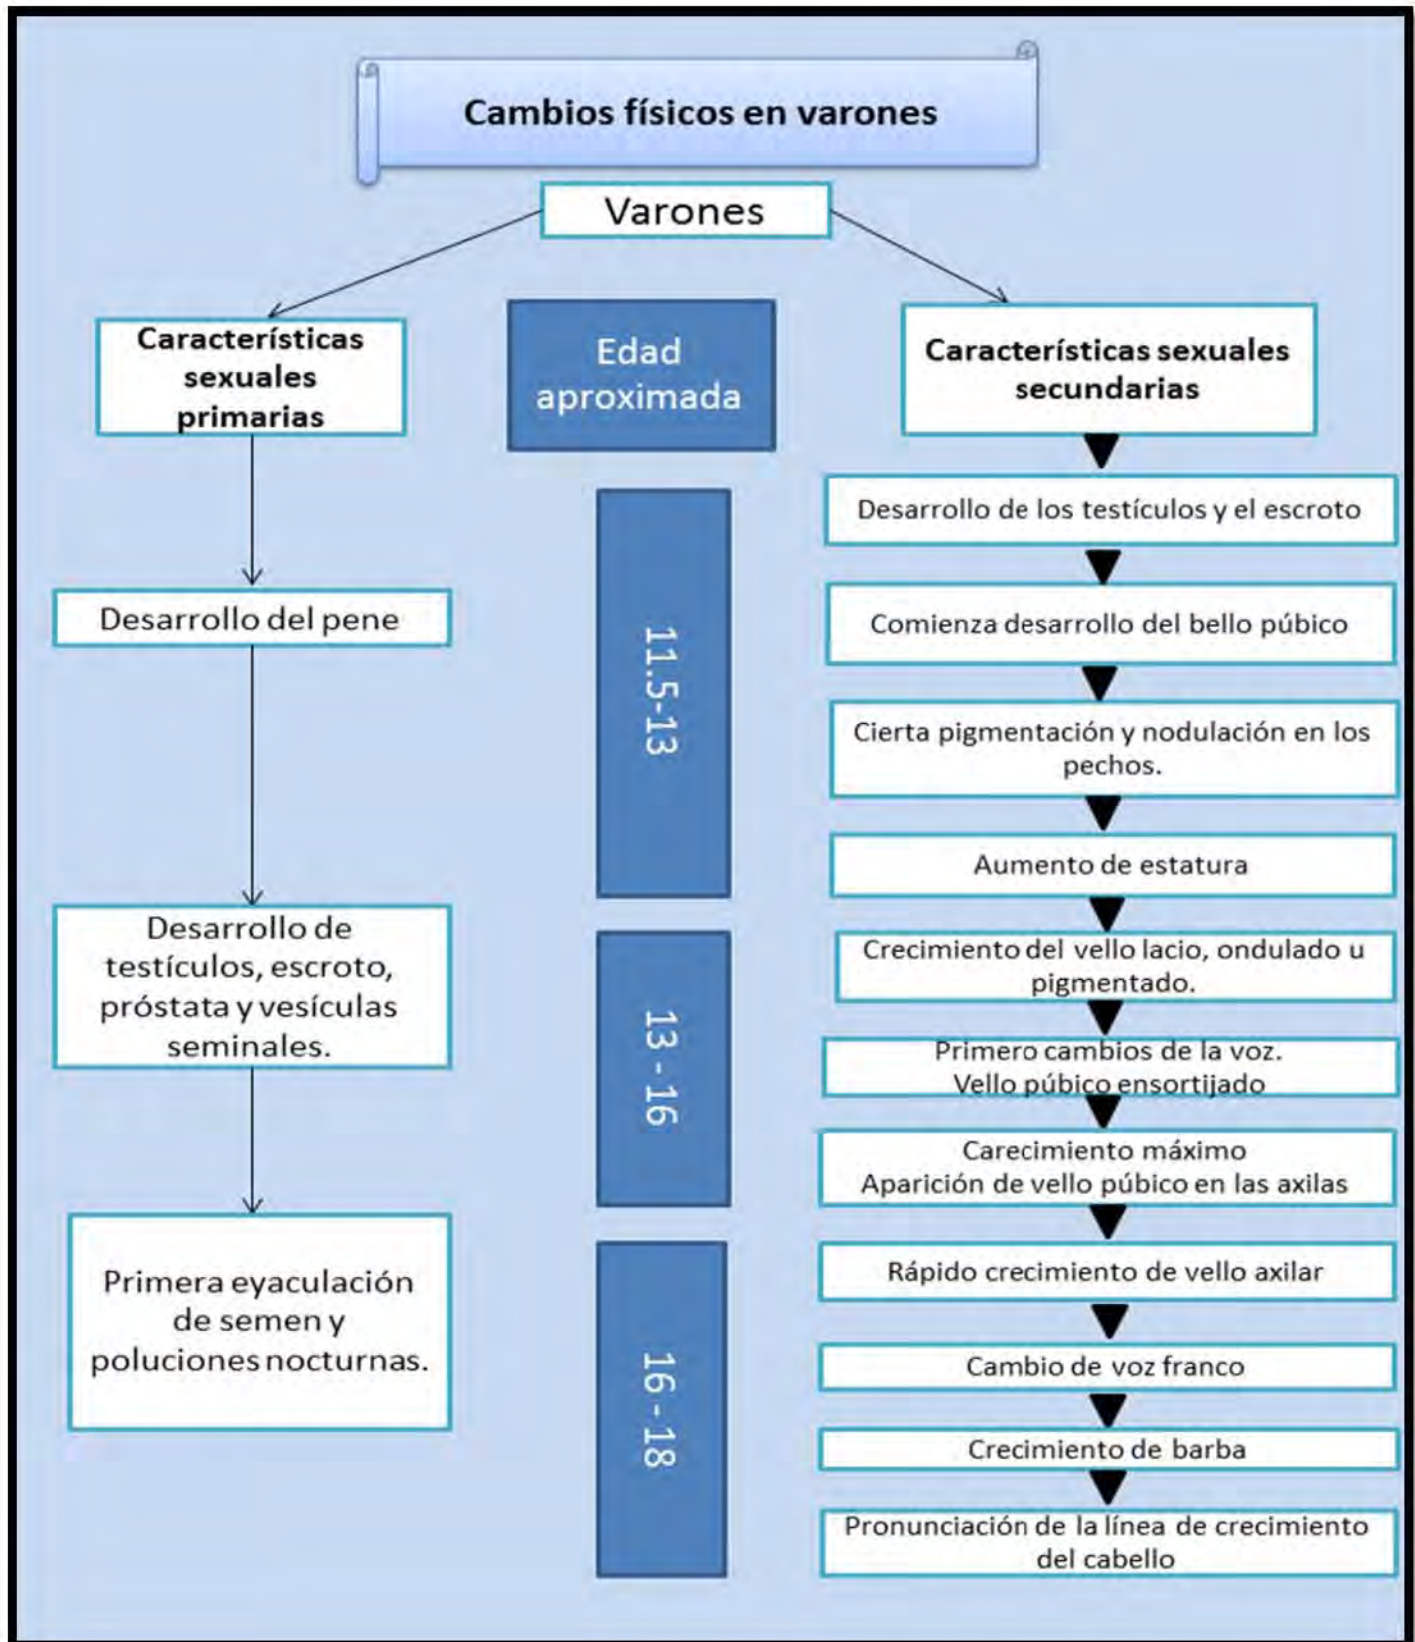 Cambios físicos en varones
Varones
Características
sexuales
primarias
Desarrollo del pene
Desarrollo de
testículos, escroto,
próstata y vesículas
seminales.
Primera eyaculación
de semen y
poluciones nocturnas.
Edad
aproximada
11.5-13
13 - 16
16 - 18
Características sexuales
secundarias
Desarrollo de los testículos y el escroto
Comienza desarrollo del bello púbico
Cierta pigmentación y nodulación en los
pechos.
Aumento de estatura
Crecimiento del vello lacio, ondulado u
pigmentado.
Primero cambios de la voz.
Vello púbico ensortijado
Carecimiento máximo
Aparición de vello púbico en las axilas
Rápido crecimiento de vello axilar
Cambio de voz franco
Crecimiento de barba
Pronunciación de la línea de crecimiento
del cabello